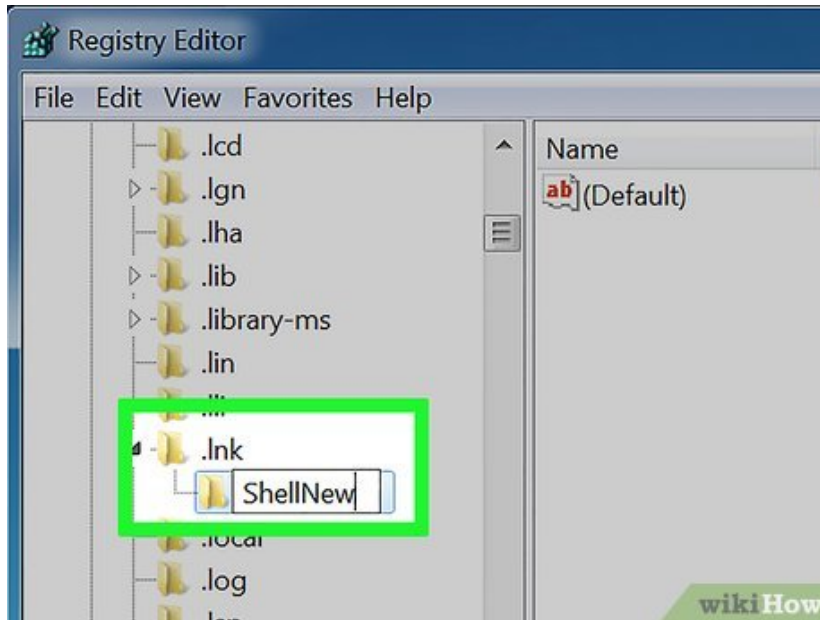 Registry Editor
File Edit View Favorites Help
.lcd
.lgn
.lha
.lib
.library-ms
.lin
.lnk
ShellNew
.local
.log
Name
(Default)
wikiHow